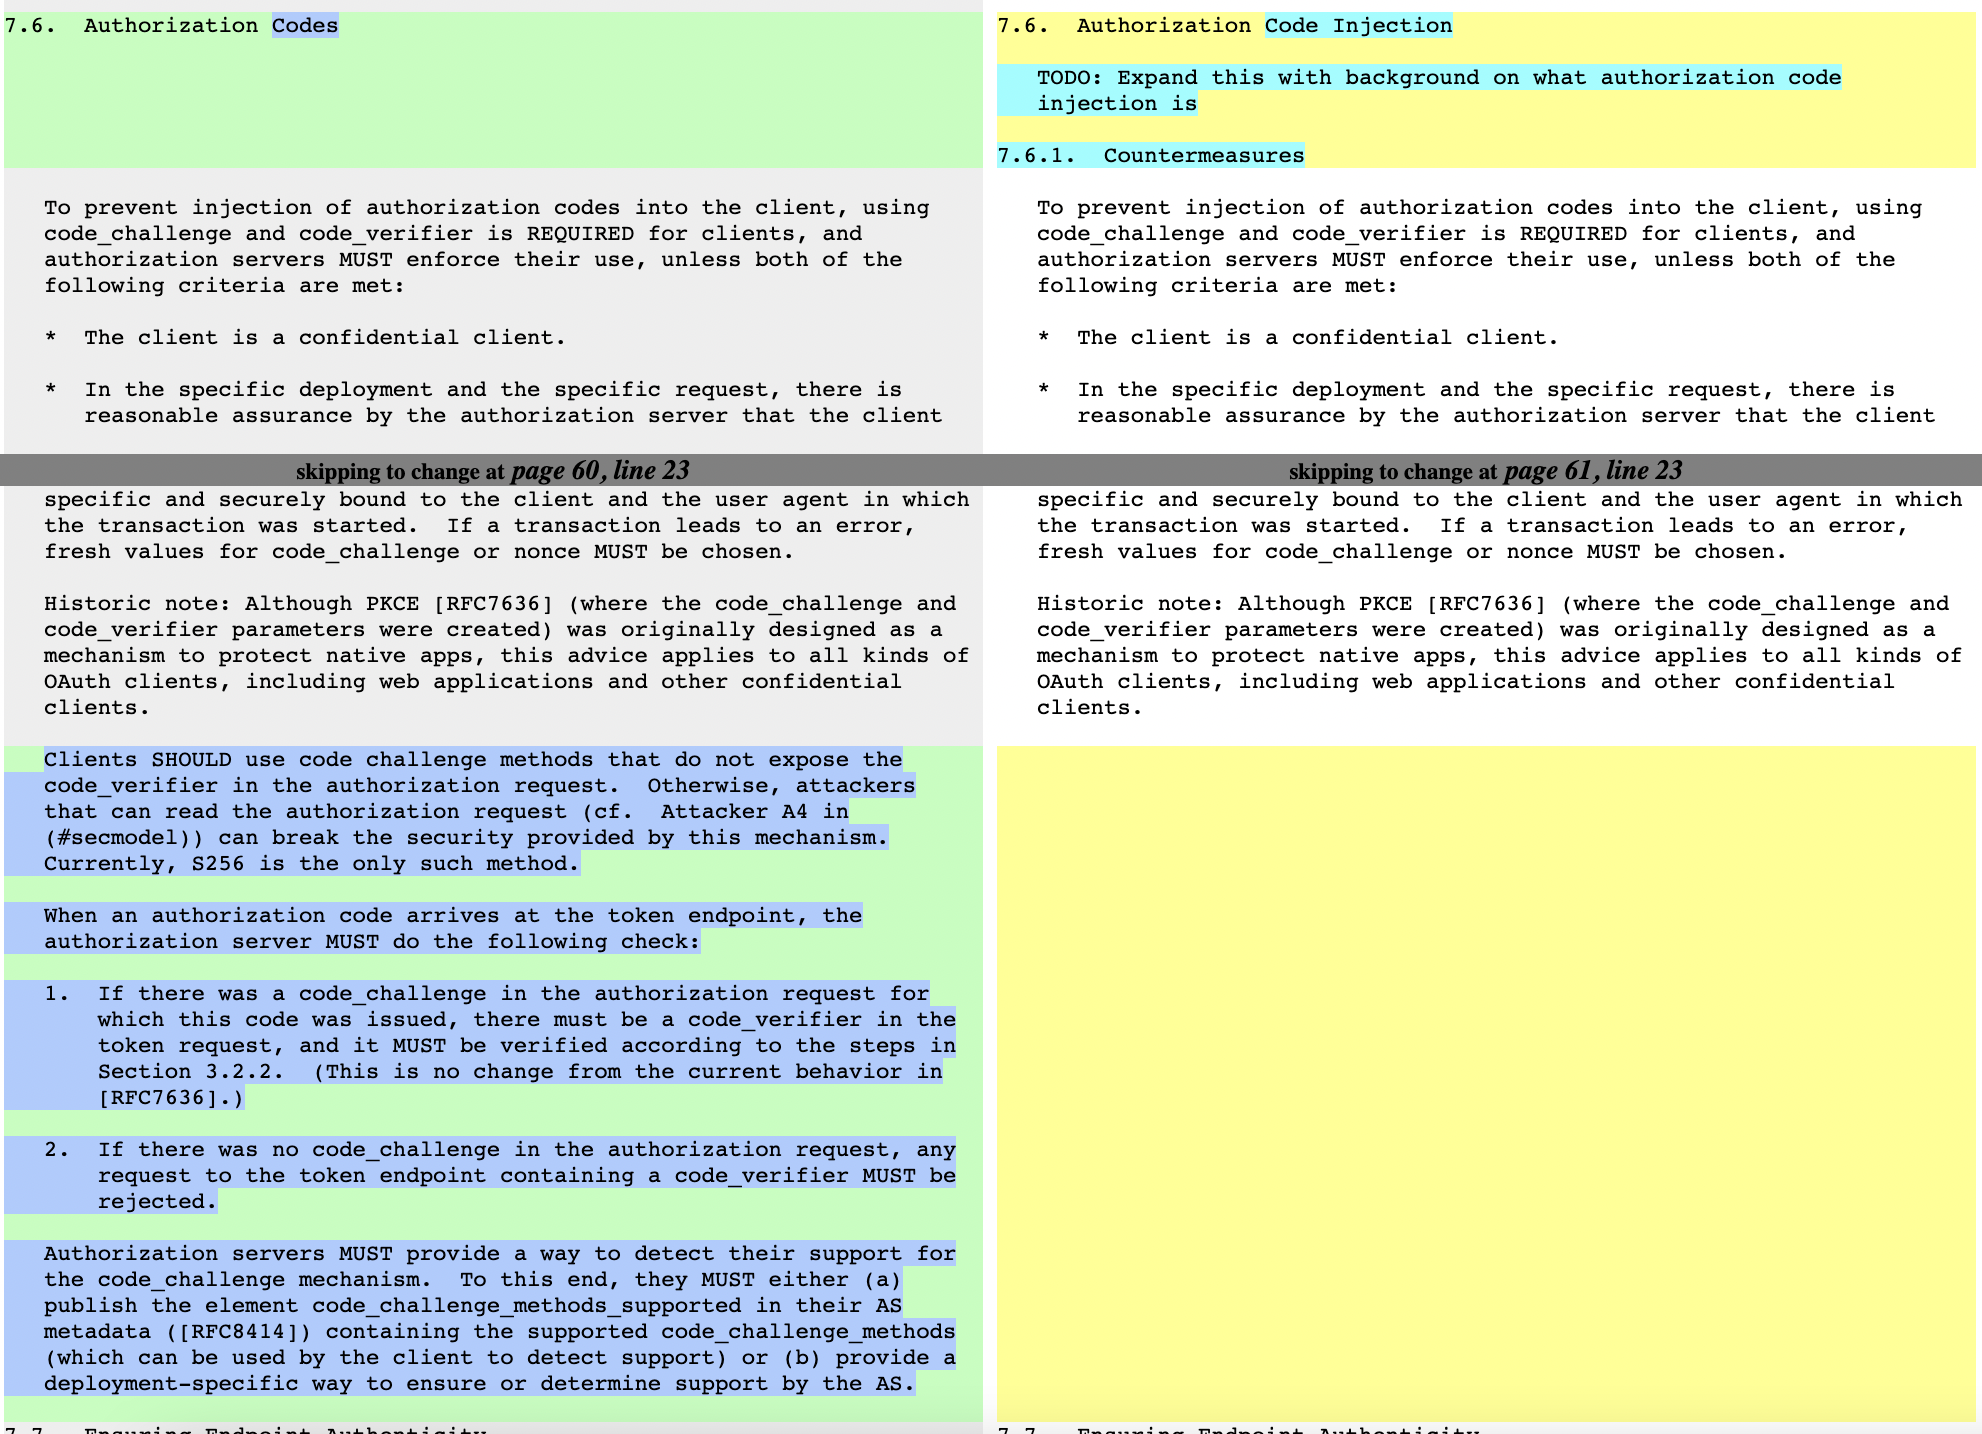 7.6.  Authorization Codes
To prevent injection of authorization codes into the client, using
code_challenge and code_verifier is REQUIRED for clients, and
authorization servers MUST enforce their use, unless both of the
following criteria are met:
*  The client is a confidential client.
*  In the specific deployment and the specific request, there is
reasonable assurance by the authorization server that the client
skipping to change at page 60, line 23
specific and securely bound to the client and the user agent in which
the transaction was started.  If a transaction leads to an error,
fresh values for code_challenge or nonce MUST be chosen.
Historic note: Although PKCE [RFC7636] (where the code_challenge and
code_verifier parameters were created) was originally designed as a
mechanism to protect native apps, this advice applies to all kinds of
OAuth clients, including web applications and other confidential
clients.
Clients SHOULD use code challenge methods that do not expose the
code_verifier in the authorization request.  Otherwise, attackers
that can read the authorization request (cf.  Attacker A4 in
(#secmodel)) can break the security provided by this mechanism.
Currently, S256 is the only such method.
When an authorization code arrives at the token endpoint, the
authorization server MUST do the following check:
1.  If there was a code_challenge in the authorization request for
which this code was issued, there must be a code_verifier in the
token request, and it MUST be verified according to the steps in
Section 3.2.2.  (This is no change from the current behavior in
[RFC7636].)
2.  If there was no code_challenge in the authorization request, any
request to the token endpoint containing a code_verifier MUST be
rejected.
Authorization servers MUST provide a way to detect their support for
the code_challenge mechanism.  To this end, they MUST either (a)
publish the element code_challenge_methods_supported in their AS
metadata ([RFC8414]) containing the supported code_challenge_methods
(which can be used by the client to detect support) or (b) provide a
deployment-specific way to ensure or determine support by the AS.
7.7.  Ensuring Endpoint Authenticity
7.6.  Authorization Code Injection
TODO: Expand this with background on what authorization code
injection is
7.6.1.  Countermeasures
To prevent injection of authorization codes into the client, using
code_challenge and code_verifier is REQUIRED for clients, and
authorization servers MUST enforce their use, unless both of the
following criteria are met:
*  The client is a confidential client.
*  In the specific deployment and the specific request, there is
reasonable assurance by the authorization server that the client
skipping to change at page 61, line 23
specific and securely bound to the client and the user agent in which
the transaction was started.  If a transaction leads to an error,
fresh values for code_challenge or nonce MUST be chosen.
Historic note: Although PKCE [RFC7636] (where the code_challenge and
code_verifier parameters were created) was originally designed as a
mechanism to protect native apps, this advice applies to all kinds of
OAuth clients, including web applications and other confidential
clients.
7.7.  Ensuring Endpoint Authenticity